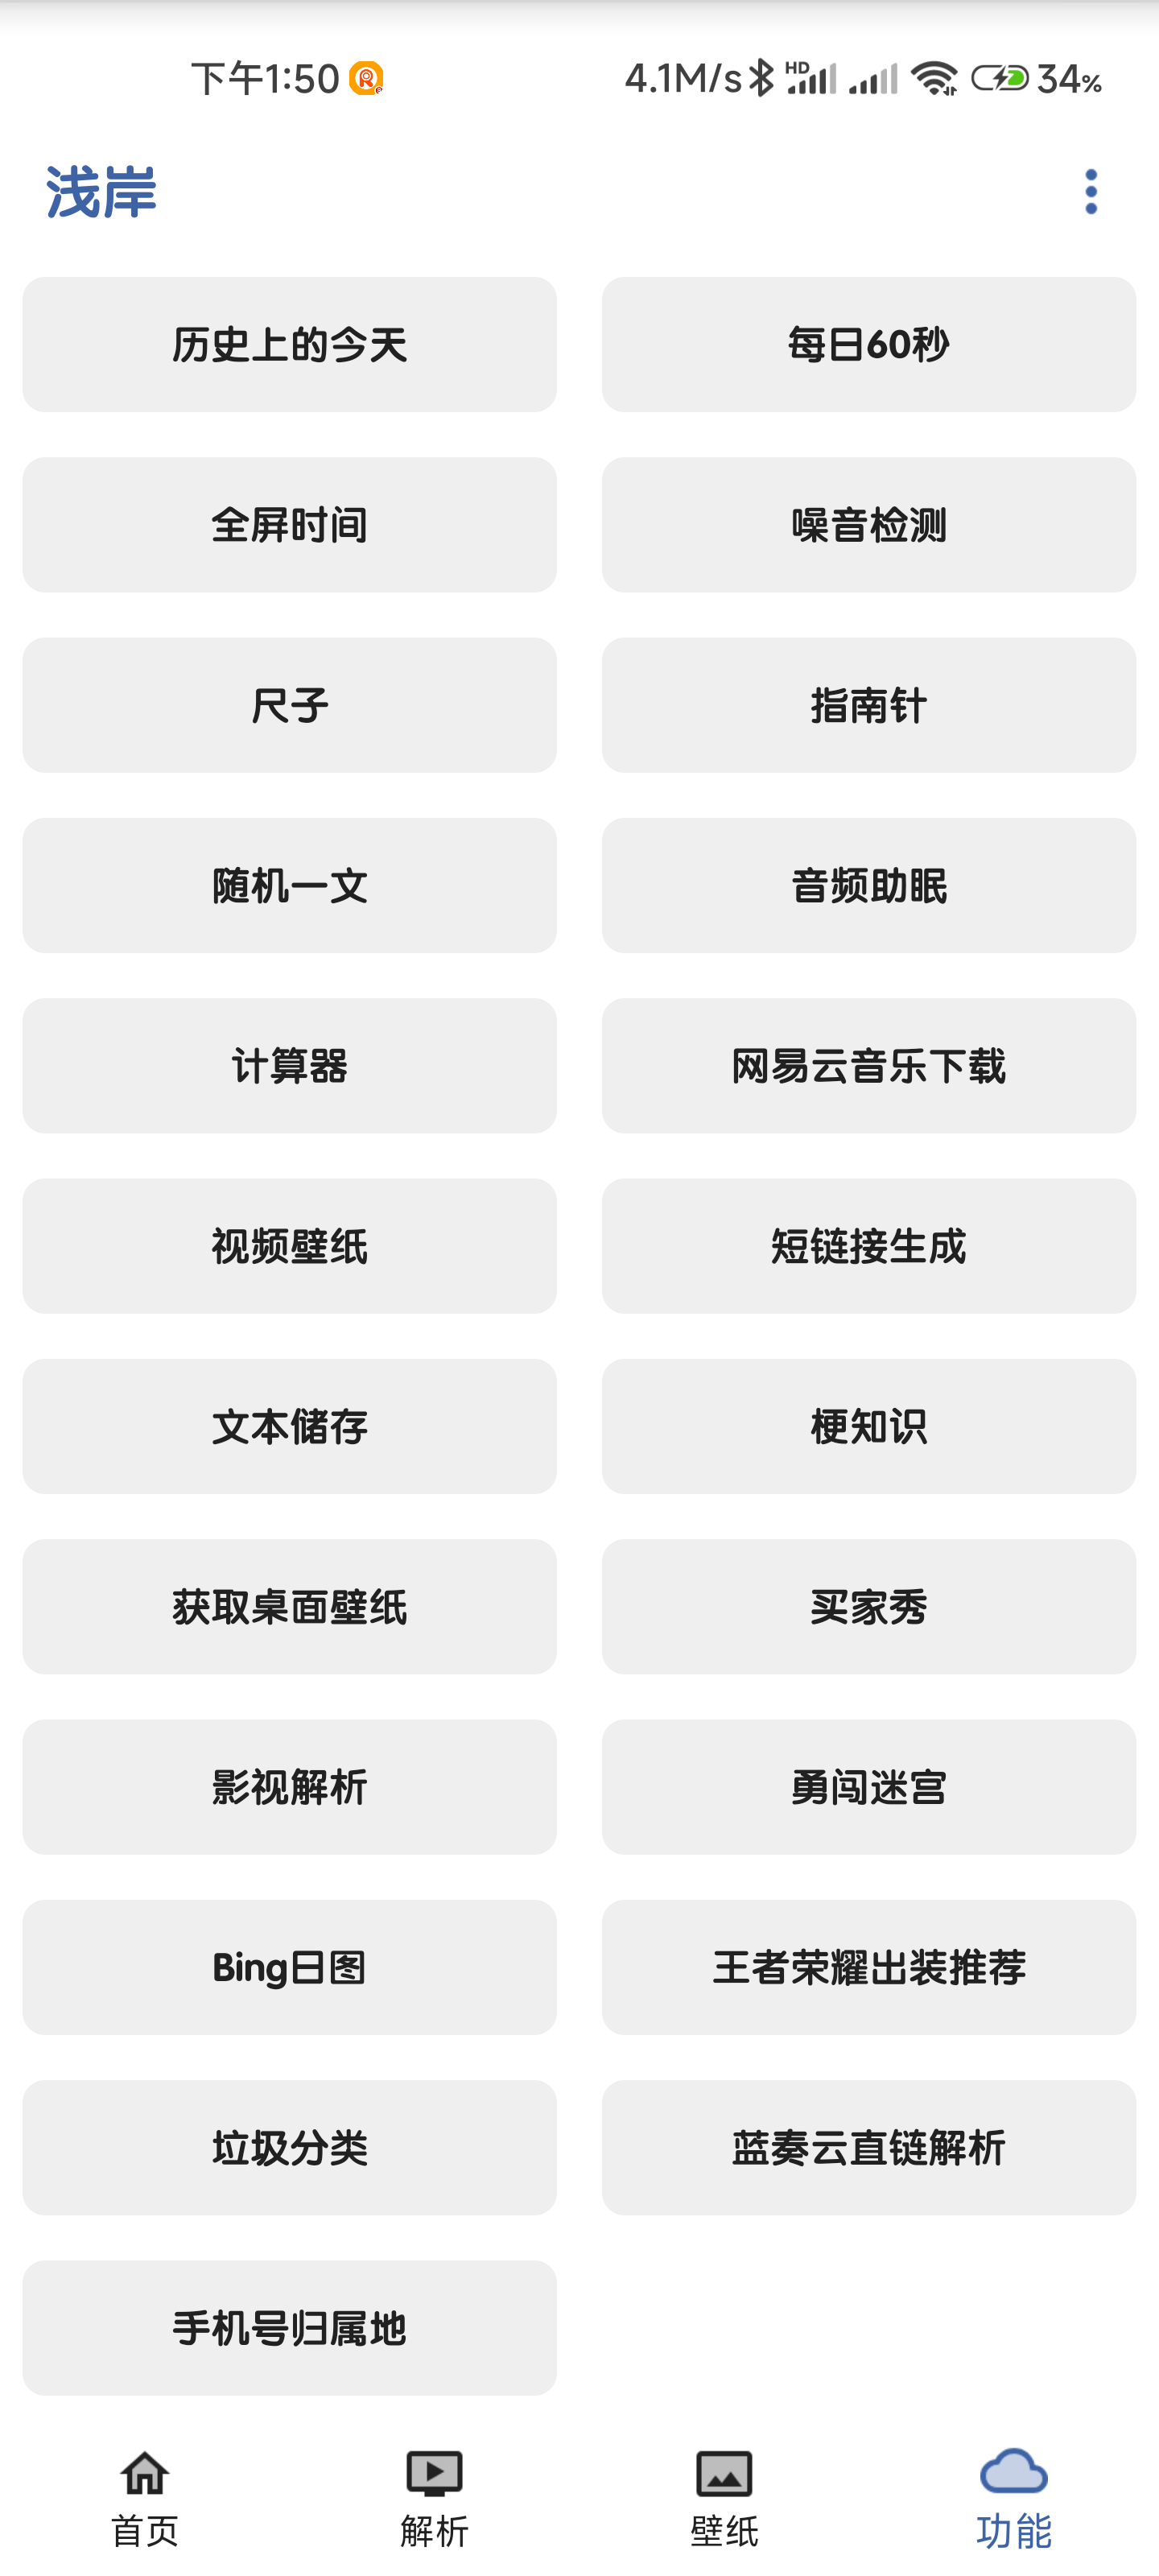 下午1:50
4.1M/s HD 34%
浅岸
历史上的今天
每日60秒
全屏时间
噪音检测
尺子
指南针
随机一文
音频助眠
计算器
网易云音乐下载
视频壁纸
短链接生成
文本储存
梗知识
获取桌面壁纸
买家秀
影视解析
勇闯迷宫
Bing日图
王者荣耀出装推荐
垃圾分类
蓝奏云直链解析
手机号归属地
首页
解析
壁纸
功能